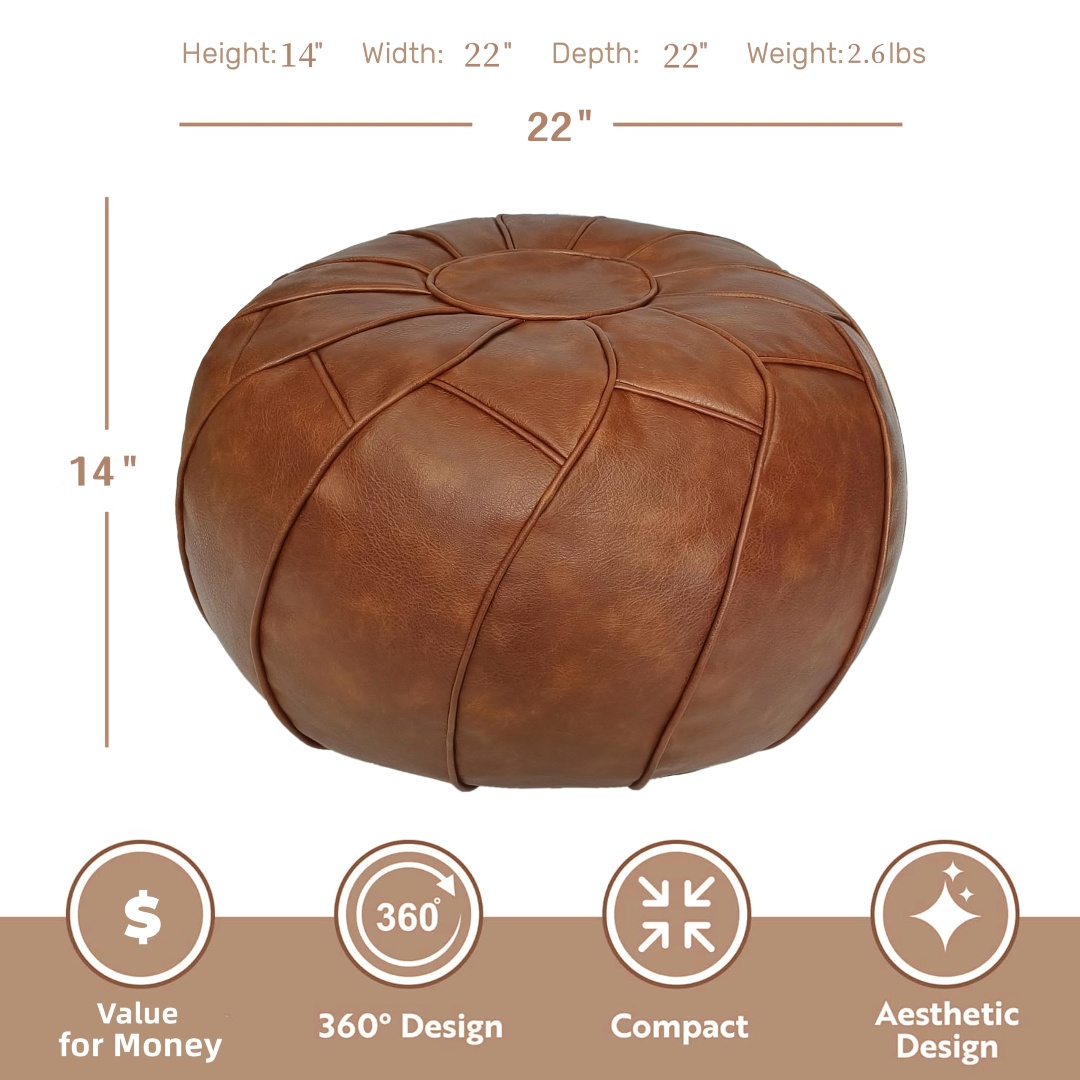 Height:14" Width: 22" Depth: 22" Weight:2.6lbs
22"
14"
$
360°
Value
for Money
360° Design
Compact
Aesthetic
Design